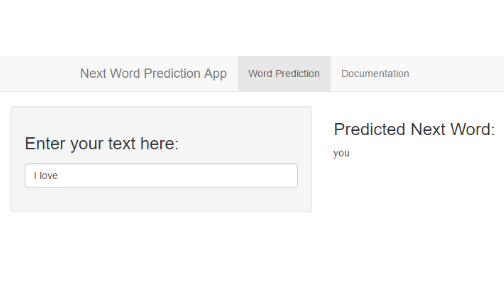 Next Word Prediction App Word Prediction Documentation
Enter your text here:
I love
Predicted Next Word:
you